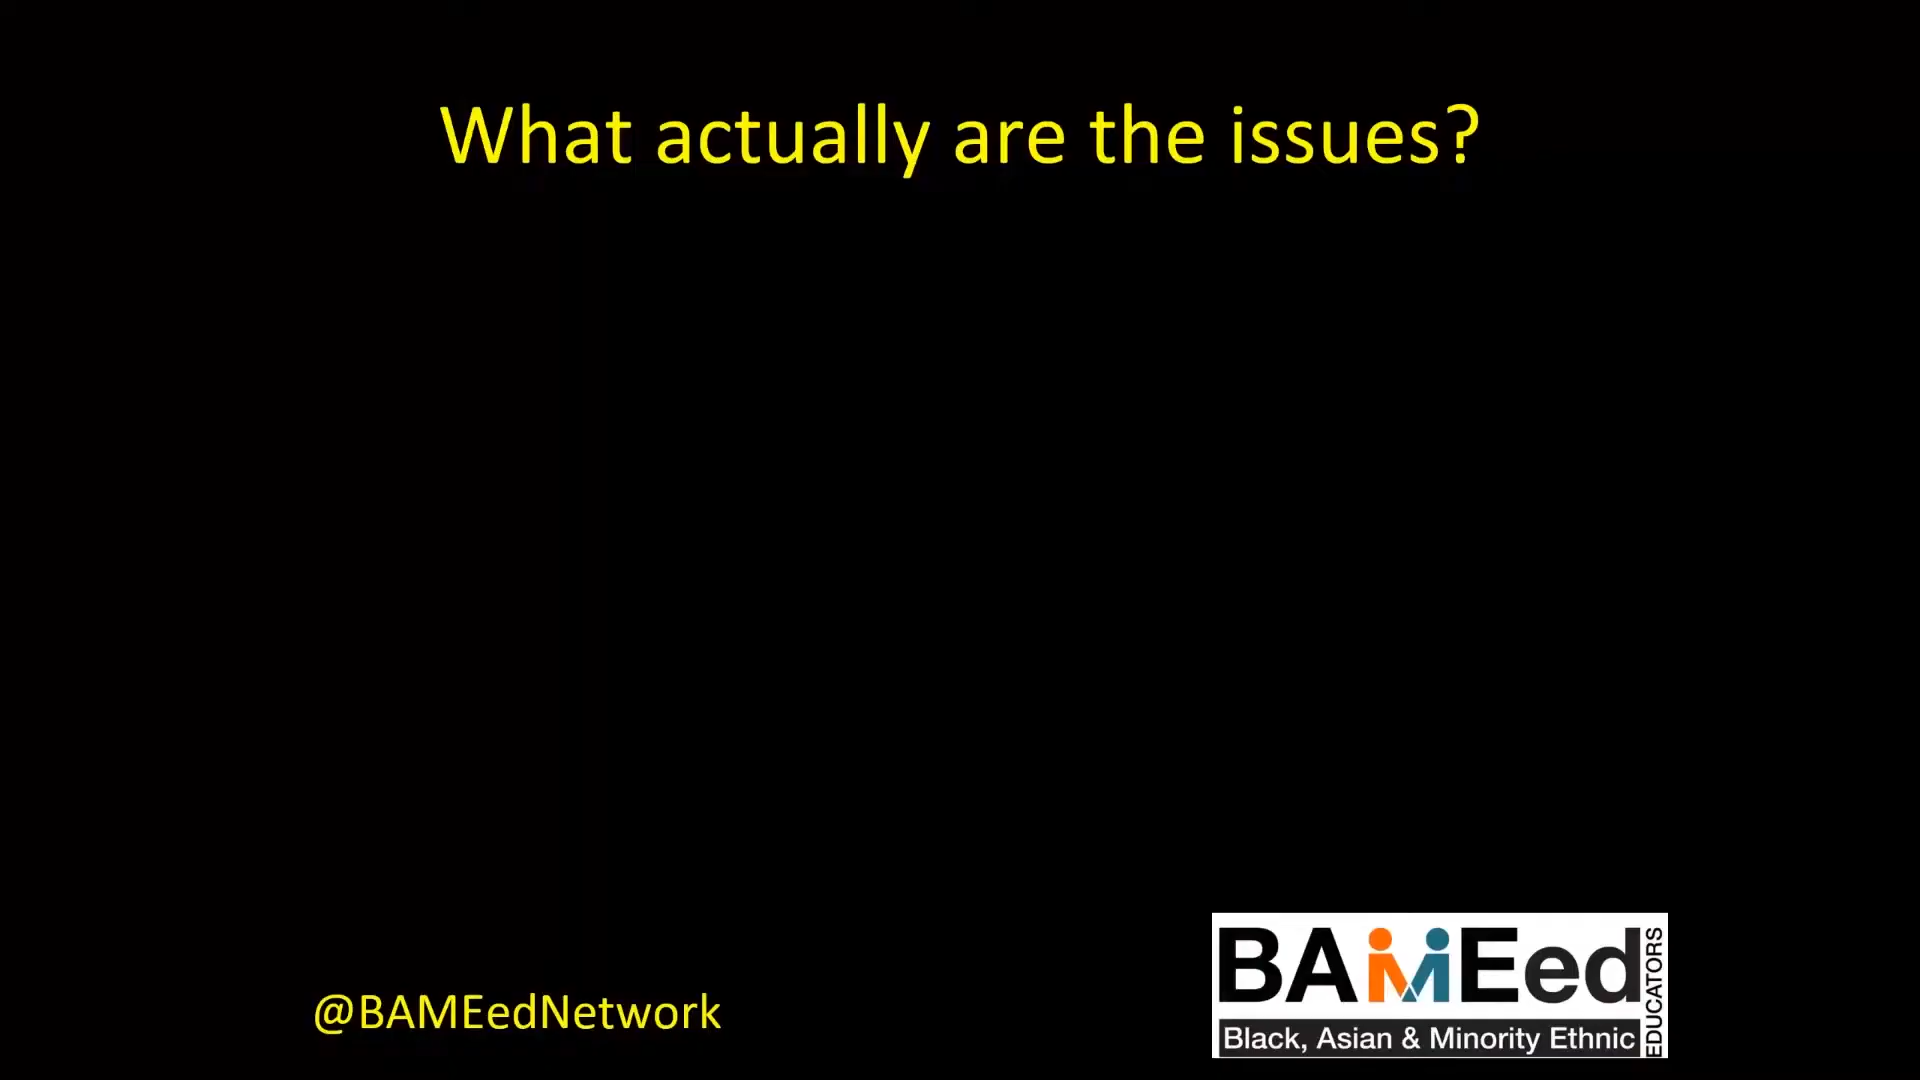 What actually are the issues?
@BAMEedNetwork
BAMEed
Black, Asian & Minority Ethnic
EDUCATORS